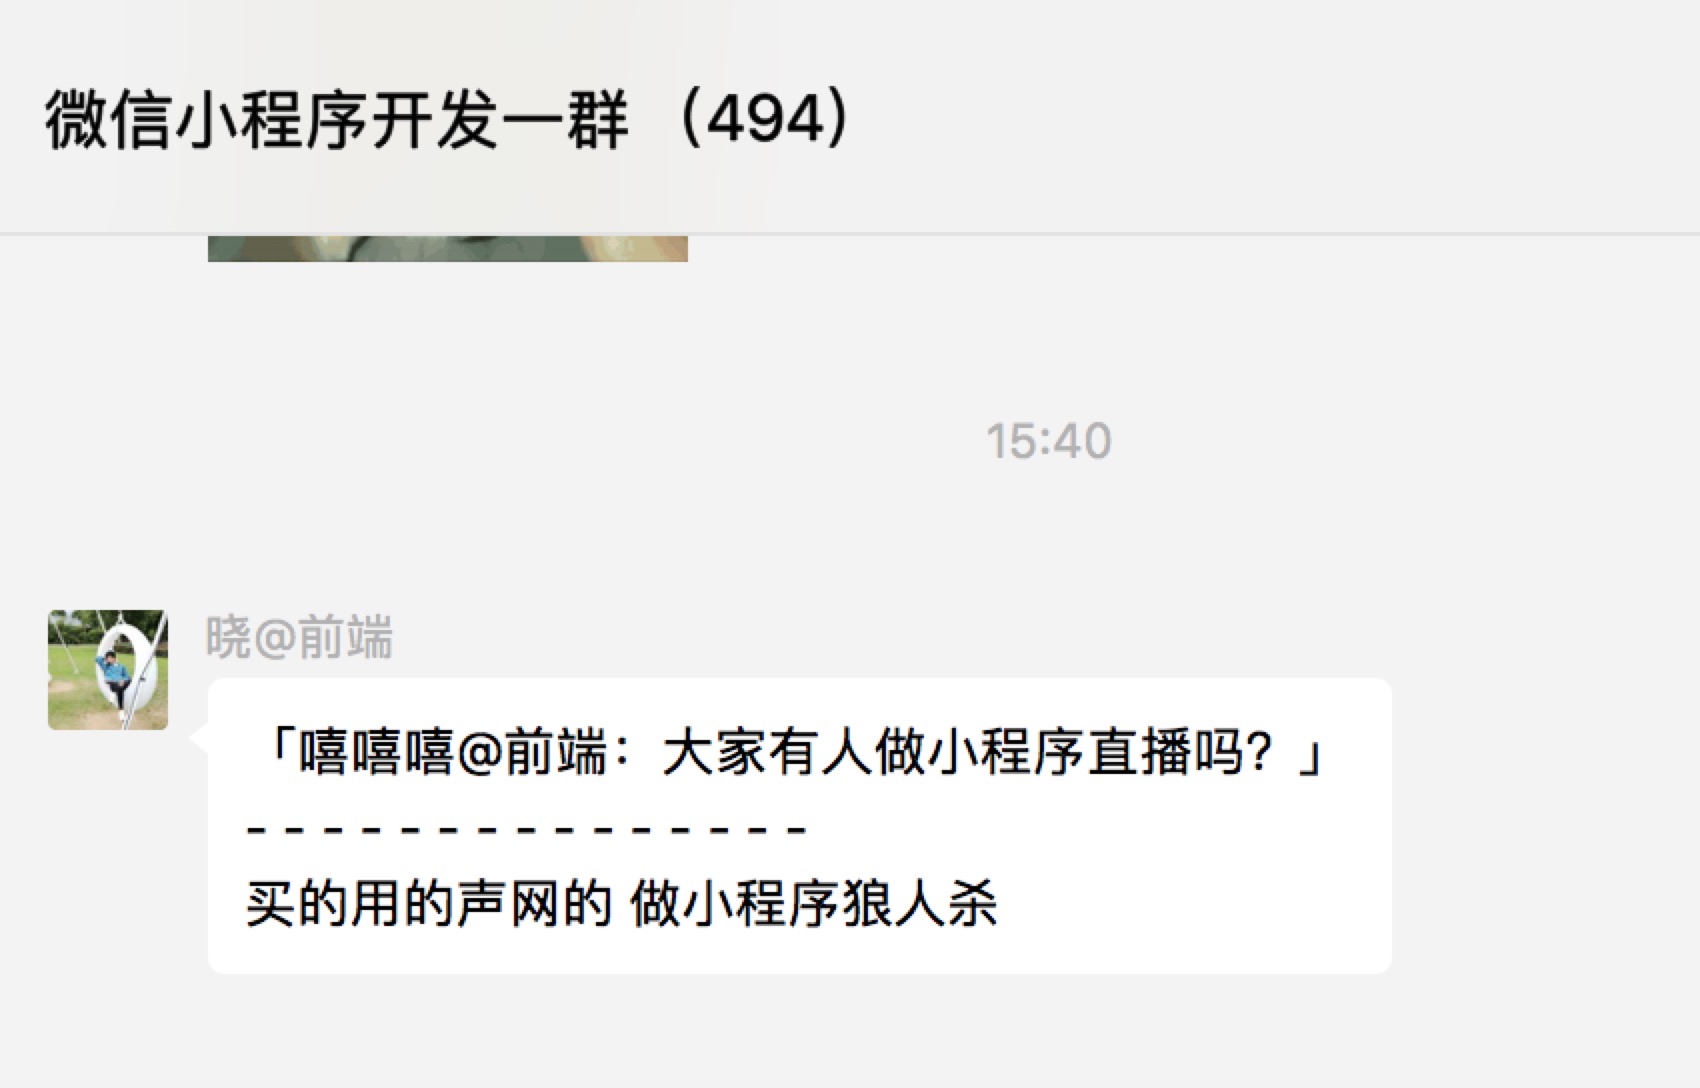 微信小程序开发一群（494）
15:40
晓@前端
「嘻嘻嘻@前端：大家有人做小程序直播吗？」
- - - - - - - - - - - - - - -
买的用的声网的 做小程序狼人杀